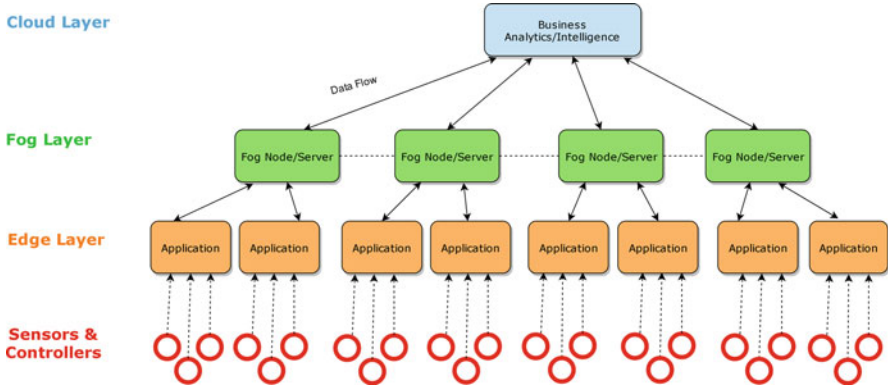 Cloud Layer
Business
Analytics/Intelligence
Data Flow
Fog Layer
Fog Node/Server
Fog Node/Server
Fog Node/Server
Fog Node/Server
Edge Layer
Application
Application
Application
Application
Application
Application
Application
Application
Sensors &
Controllers